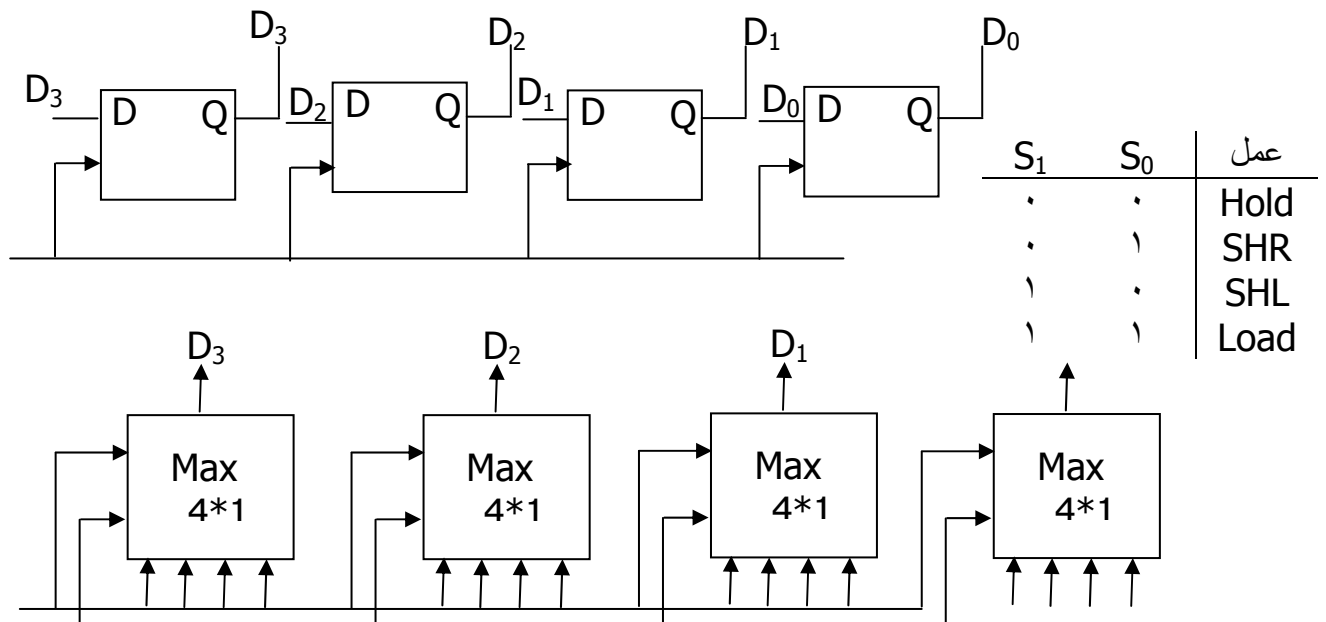 D₃ D₂ D₁ D₀
D₃ D Q D₂ D Q D₁ D Q D₀ D Q
S₁ S₀ عمل
٠ ٠ Hold
٠ ١ SHR
١ ٠ SHL
١ ١ Load
D₃ D₂ D₁
Max Max Max Max
4*1 4*1 4*1 4*1